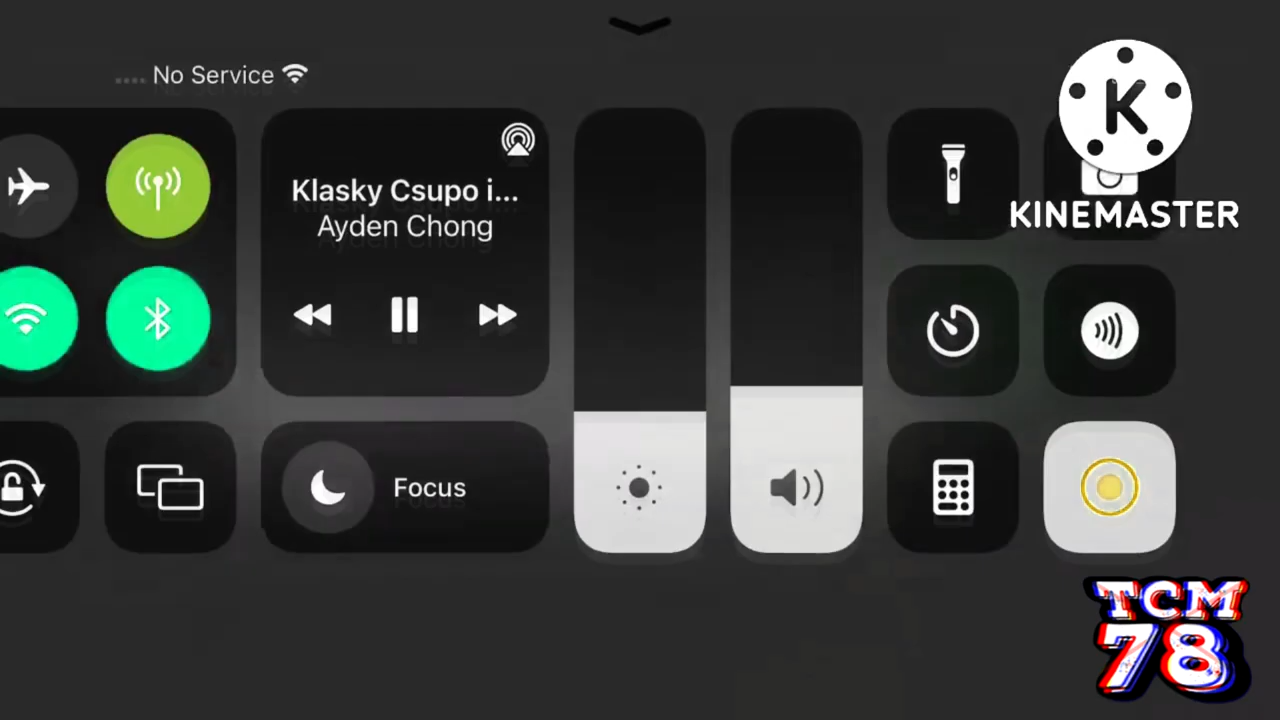 No Service
Klasky Csupo i...
Ayden Chong
Focus
K
KINEMASTER
TCM
78